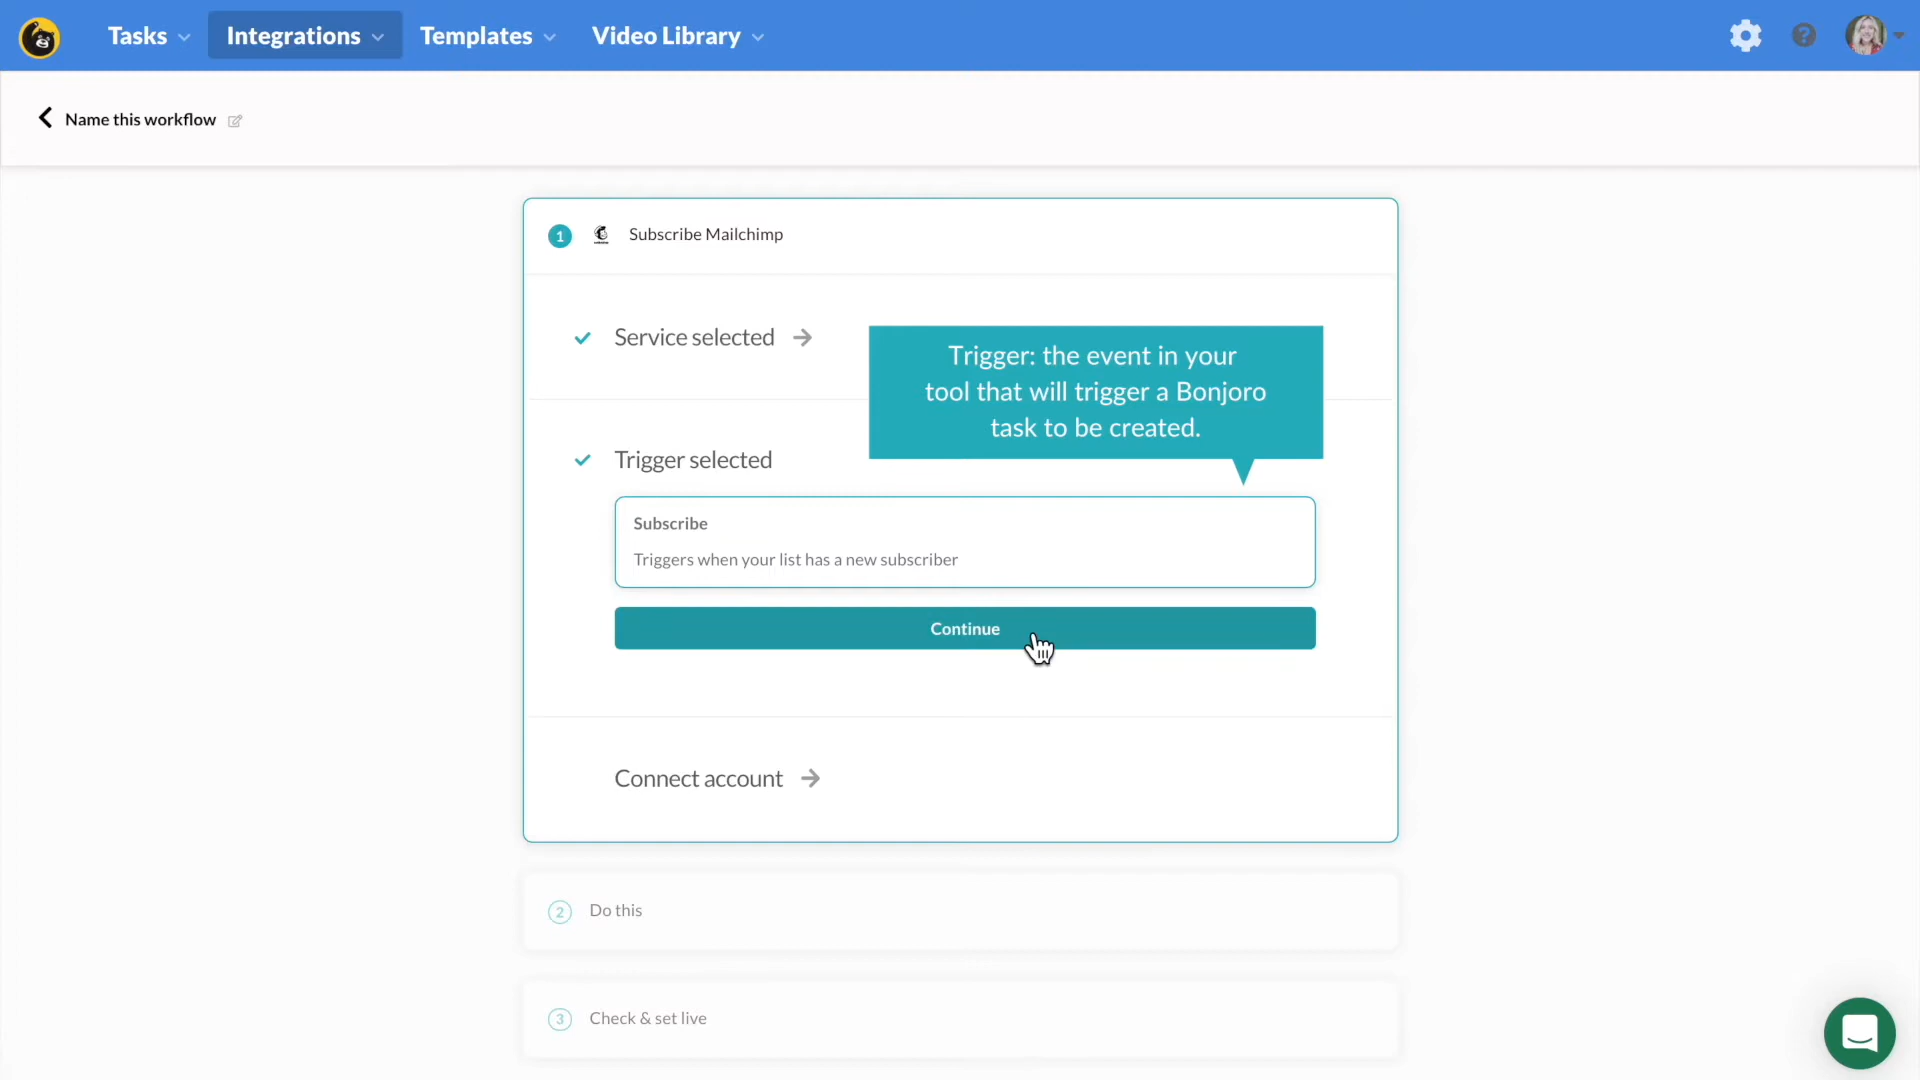 Tasks
Integrations
Templates
Video Library
?
Name this workflow
1
Subscribe Mailchimp
Service selected
Trigger: the event in your
tool that will trigger a Bonjoro
task to be created.
Trigger selected
Subscribe
Triggers when your list has a new subscriber
Continue
Connect account
2
Do this
3
Check & set live